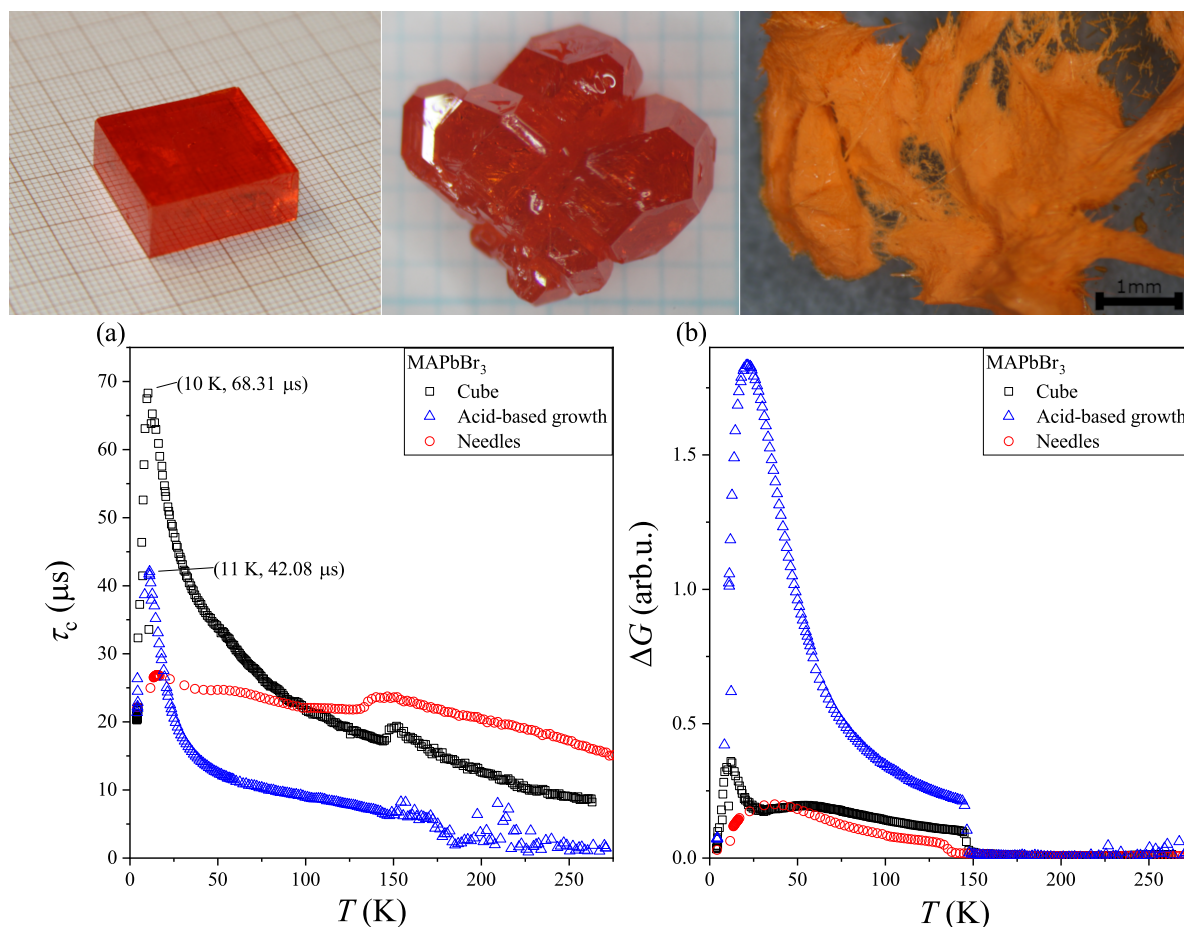 1mm
(a)
MAPbBr₃
Cube
Acid-based growth
Needles
(10 K, 68.31 μs)
(11 K, 42.08 μs)
70
60
50
40
30
20
10
0
τc (μs)
0
50
100
150
200
250
T (K)
(b)
MAPbBr₃
Cube
Acid-based growth
Needles
1.5
1.0
0.5
0.0
ΔG (arb.u.)
0
50
100
150
200
250
T (K)